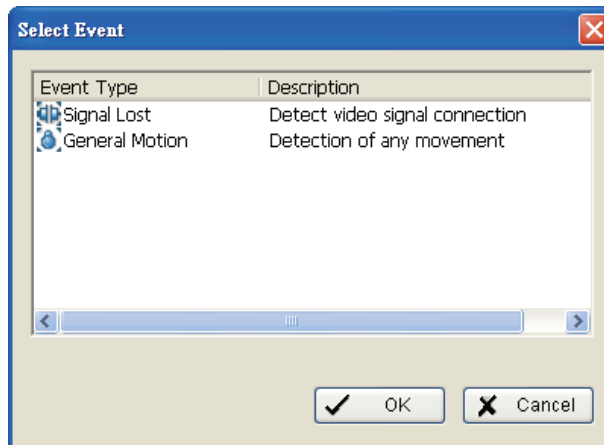 Select Event
Event Type Description
Signal Lost Detect video signal connection
General Motion Detection of any movement
OK Cancel